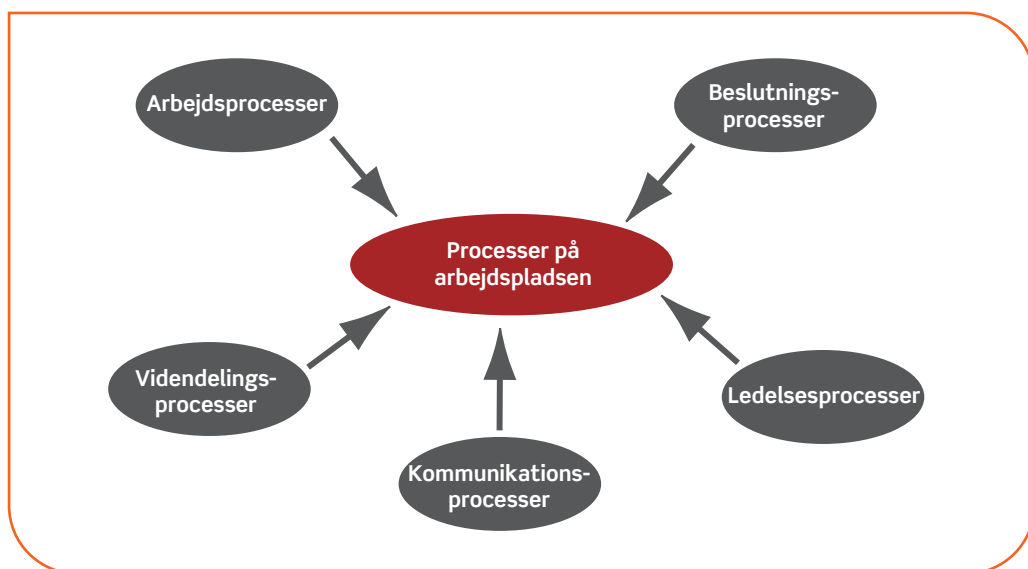 Arbejdsprocesser
Beslutnings-
processer
Processer på
arbejdspladsen
Videndelings-
processer
Ledelsesprocesser
Kommunikations-
processer